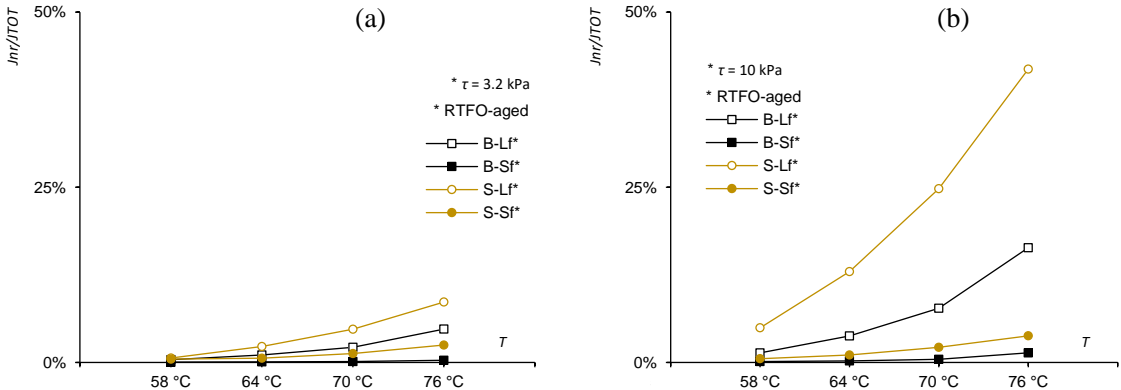 (a)
Jnr/JTOT
50%
25%
0%
* τ = 3.2 kPa
* RTFO-aged
B-Lf*
B-Sf*
S-Lf*
S-Sf*
T
58 °C 64 °C 70 °C 76 °C
(b)
Jnr/JTOT
50%
25%
0%
* τ = 10 kPa
* RTFO-aged
B-Lf*
B-Sf*
S-Lf*
S-Sf*
T
58 °C 64 °C 70 °C 76 °C